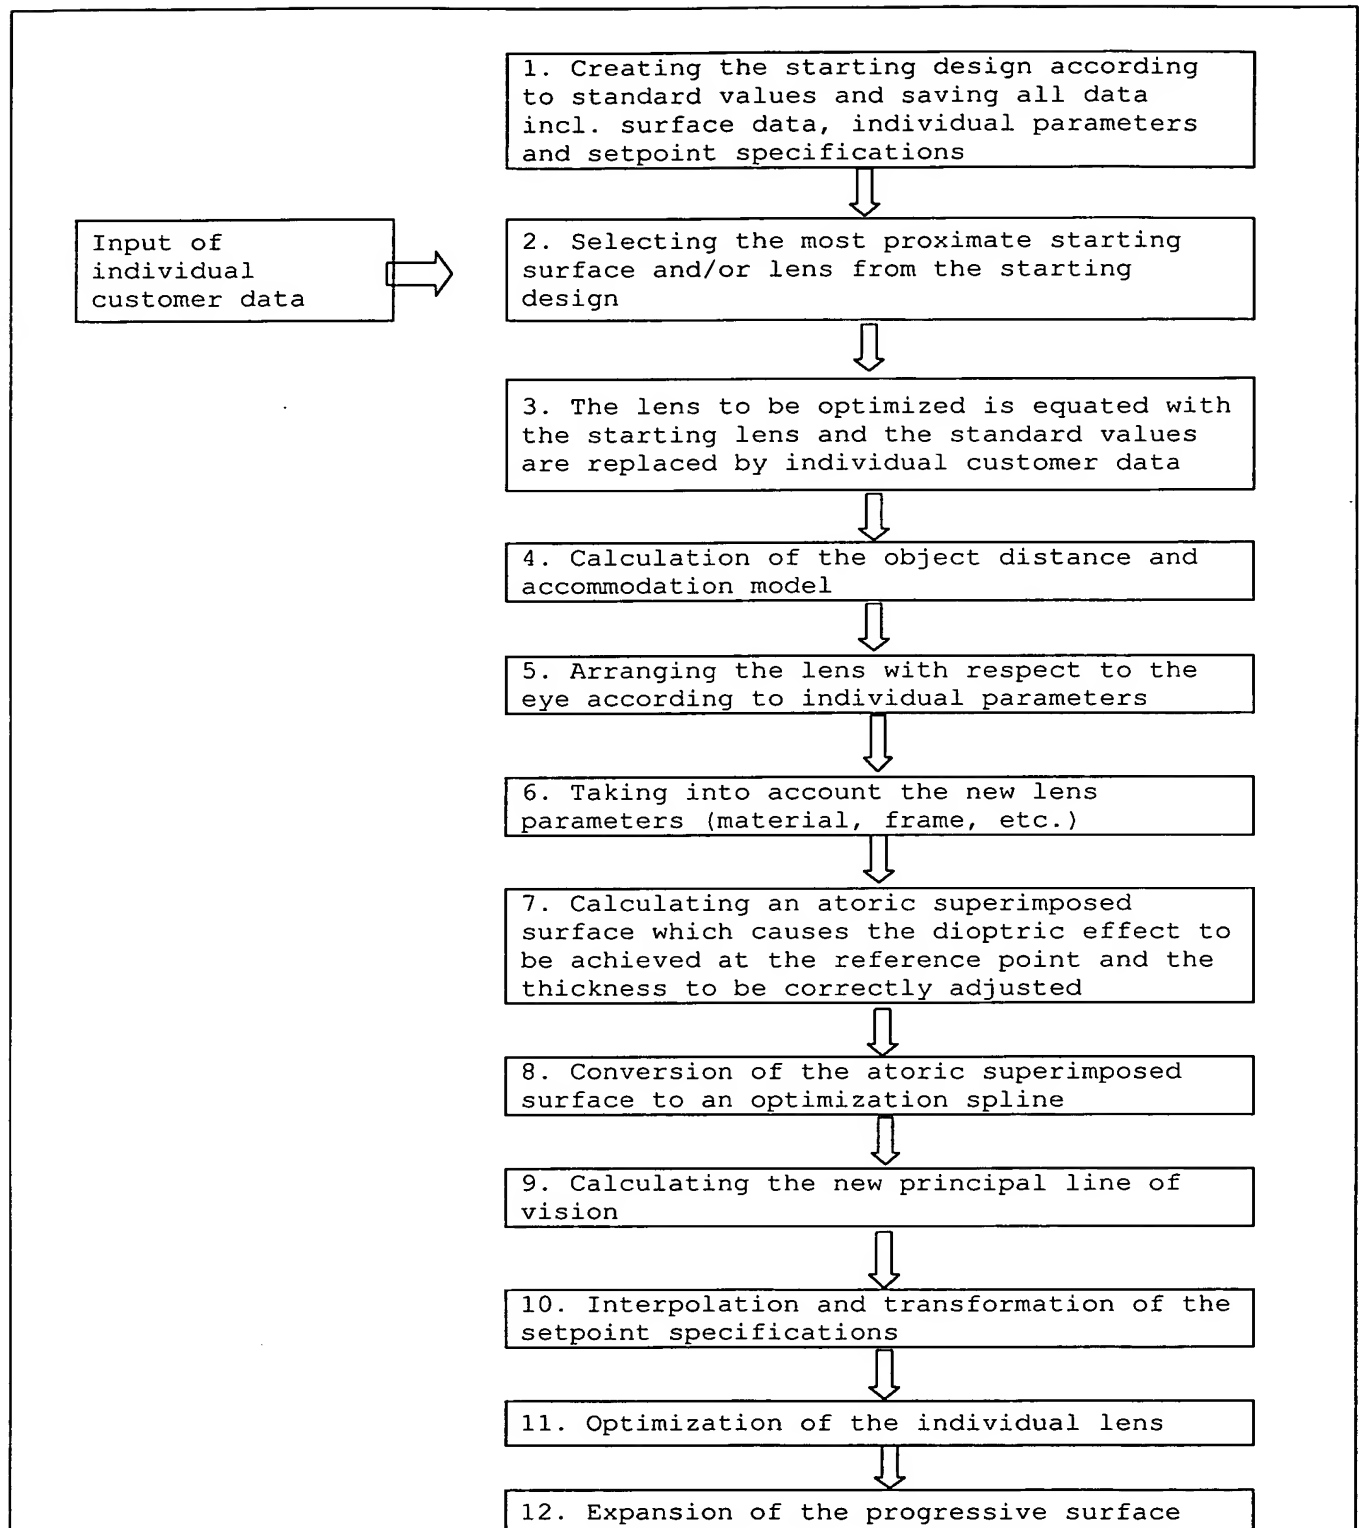 1. Creating the starting design according
to standard values and saving all data
incl. surface data, individual parameters
and setpoint specifications
Input of
individual
customer data
2. Selecting the most proximate starting
surface and/or lens from the starting
design
3. The lens to be optimized is equated with
the starting lens and the standard values
are replaced by individual customer data
4. Calculation of the object distance and
accommodation model
5. Arranging the lens with respect to the
eye according to individual parameters
6. Taking into account the new lens
parameters (material, frame, etc.)
7. Calculating an atoric superimposed
surface which causes the dioptric effect to
be achieved at the reference point and the
thickness to be correctly adjusted
8. Conversion of the atoric superimposed
surface to an optimization spline
9. Calculating the new principal line of
vision
10. Interpolation and transformation of the
setpoint specifications
11. Optimization of the individual lens
12. Expansion of the progressive surface